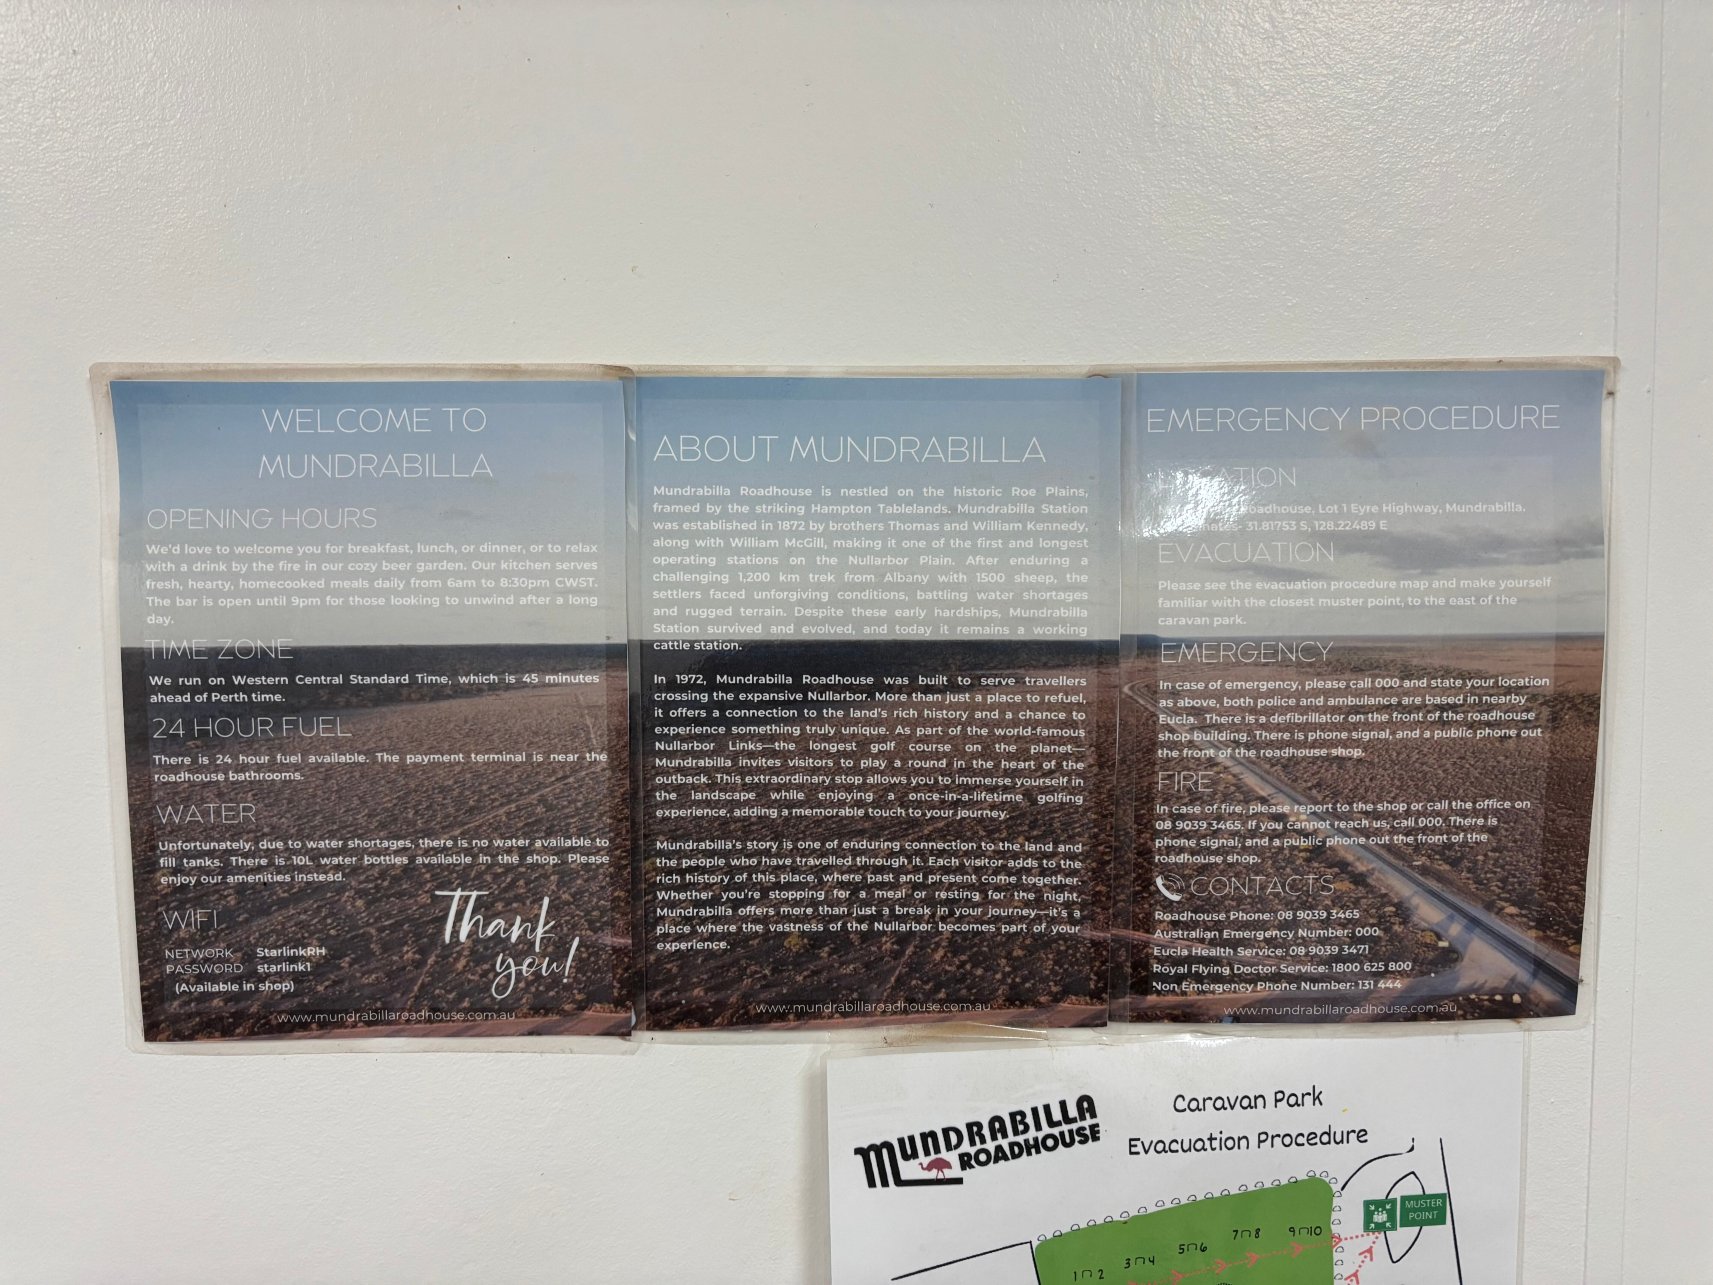 WELCOME TO
MUNDRABILLA
OPENING HOURS
We'd love to welcome you for breakfast, lunch, or dinner, or to relax
with a drink by the fire in our cozy beer garden. Our kitchen serves
fresh, hearty, homecooked meals daily from 6am to 8:30pm CWST.
The bar is open until 9pm for those looking to unwind after a long
day.
TIME ZONE
We run on Western Central Standard Time, which is 45 minutes
ahead of Perth time.
24 HOUR FUEL
There is 24 hour fuel available. The payment terminal is near the
roadhouse bathrooms.
WATER
Unfortunately, due to water shortages, there is no water available to
fill tanks. There is 10L water bottles available in the shop. Please
enjoy our amenities instead.
WIFI
NETWORK StarlinkRH
PASSWORD starlink1
(Available in shop)
Thank
you!
www.mundrabillaroadhouse.com.au
ABOUT MUNDRABILLA
Mundrabilla Roadhouse is nestled on the historic Roe Plains,
framed by the striking Hampton Tablelands. Mundrabilla Station
was established in 1872 by brothers Thomas and William Kennedy,
along with William McGill, making it one of the first and longest
operating stations on the Nullarbor Plain. After enduring a
challenging 1,200 km trek from Albany with 1500 sheep, the
settlers faced unforgiving conditions, battling water shortages
and rugged terrain. Despite these early hardships, Mundrabilla
Station survived and evolved, and today it remains a working
cattle station.
In 1972, Mundrabilla Roadhouse was built to serve travellers
crossing the expansive Nullarbor. More than just a place to refuel,
it offers a connection to the land's rich history and a chance to
experience something truly unique. As part of the world-famous
Nullarbor Links—the longest golf course on the planet—
Mundrabilla invites visitors to play a round in the heart of the
outback. This extraordinary stop allows you to immerse yourself in
the landscape while enjoying a once-in-a-lifetime golfing
experience, adding a memorable touch to your journey.
Mundrabilla's story is one of enduring connection to the land and
the people who have travelled through it. Each visitor adds to the
rich history of this place, where past and present come together.
Whether you're stopping for a meal or resting for the night,
Mundrabilla offers more than just a break in your journey—it's a
place where the vastness of the Nullarbor becomes part of your
experience.
www.mundrabillaroadhouse.com.au
EMERGENCY PROCEDURE
LOCATION
Roadhouse, Lot 1 Eyre Highway, Mundrabilla.
31.81753 S, 128.22489 E
EVACUATION
Please see the evacuation procedure map and make yourself
familiar with the closest muster point, to the east of the
caravan park.
EMERGENCY
In case of emergency, please call 000 and state your location
as above, both police and ambulance are based in nearby
Eucla. There is a defibrillator on the front of the roadhouse
shop building. There is phone signal, and a public phone out
the front of the roadhouse shop.
FIRE
In case of fire, please report to the shop or call the office on
08 9039 3465. If you cannot reach us, call 000. There is
phone signal, and a public phone out the front of the
roadhouse shop.
CONTACTS
Roadhouse Phone: 08 9039 3465
Australian Emergency Number: 000
Eucla Health Service: 08 9039 3471
Royal Flying Doctor Service: 1800 625 800
Non Emergency Phone Number: 131 444
www.mundrabillaroadhouse.com.au
MUNDRABILLA
ROADHOUSE
Caravan Park
Evacuation Procedure
MUSTER
POINT
9 10
7 8
5 6
3 4
1 2